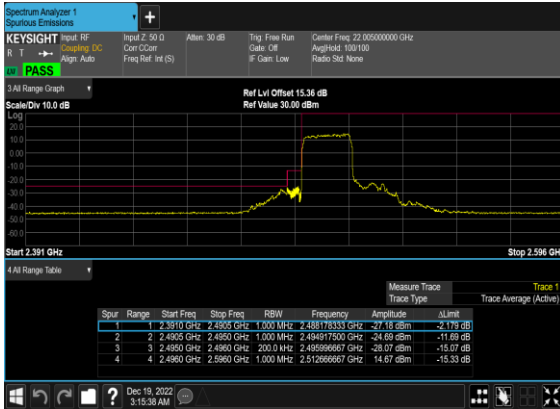 Spectrum Analyzer 1
Spurious Emissions
KEYSIGHT Input: RF Input Z: 50 Ω Atten: 30 dB Trig: Free Run Center Freq: 22.005000000 GHz
R T Coupling: DC Corr CCorr Gate: Off Avg|Hold: 100/100
Align: Auto Freq Ref: Int (S) IF Gain: Low Radio Std: None
PASS
3 All Range Graph Ref Lvl Offset 15.36 dB
Scale/Div 10.0 dB Ref Value 30.00 dBm
Log
20.0
10.0
0.00
-10.0
-20.0
-30.0
-40.0
-50.0
-60.0
Start 2.391 GHz Stop 2.596 GH
4 All Range Table
Measure Trace Trace 1
Trace Type Trace Average (Active)
Spur Range Start Freq Stop Freq RBW Frequency Amplitude ΔLimit
1 1 2.3910 GHz 2.4905 GHz 1.000 MHz 2.488178333 GHz -27.18 dBm -2.179 dB
2 2 2.4905 GHz 2.4950 GHz 1.000 MHz 2.494917500 GHz -24.69 dBm -11.69 dB
3 3 2.4950 GHz 2.4960 GHz 200.0 kHz 2.495996667 GHz -28.07 dBm -15.07 dB
4 4 2.4960 GHz 2.5960 GHz 1.000 MHz 2.512666667 GHz 14.67 dBm -15.33 dB
Dec 19, 2022
3:15:38 AM